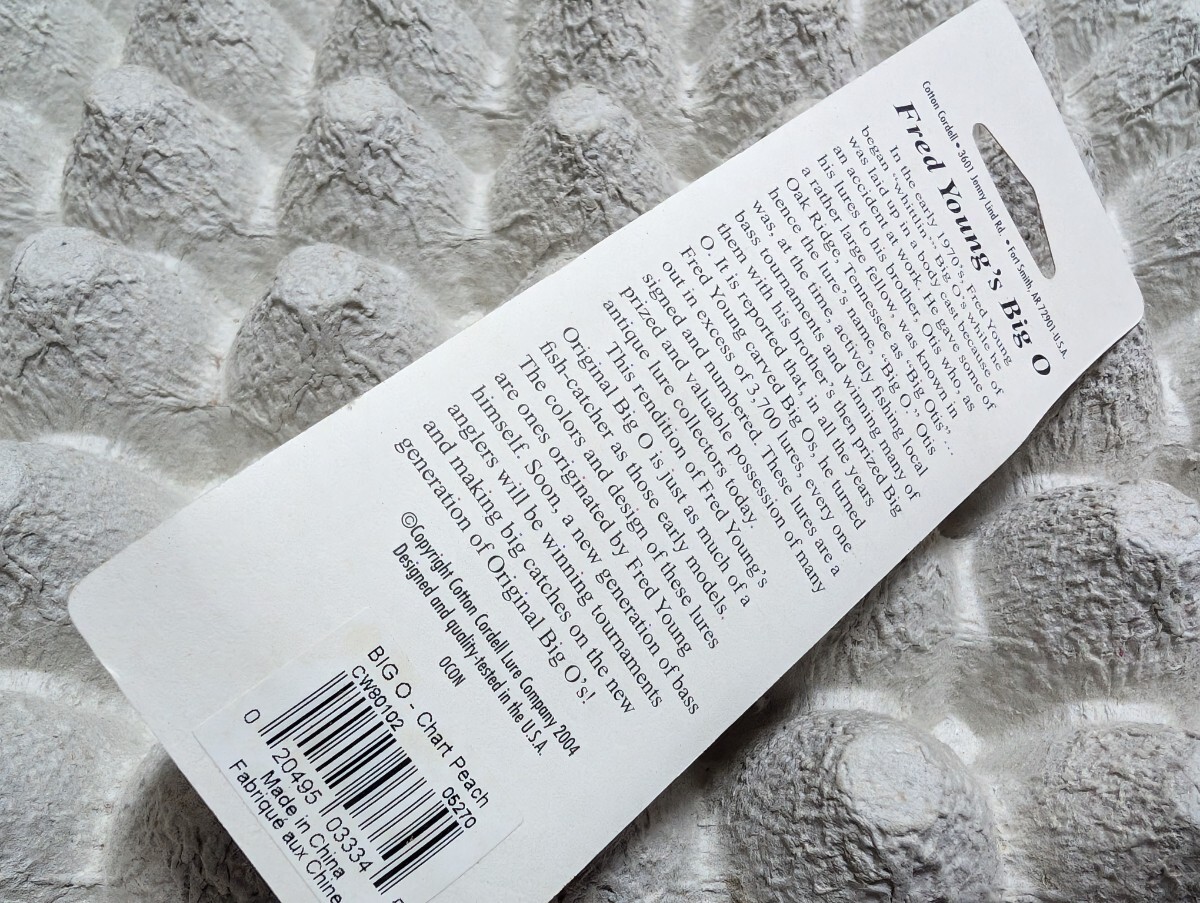 Cotton Cordell • 3601 Jenny Lind Rd. • Fort Smith, AR 72901 U.S.A.
Fred Young's Big O
In the early 1970's, Fred Young
began "whittlin'" Big O's while he
was laid up in a body cast because of
an accident at work. He gave some of
his lures to his brother, Otis who, as
a rather large fellow, was known in
Oak Ridge, Tennessee as "Big Otis"..
hence the lure's name, "Big O." Otis
was, at the time, actively fishing local
bass tournaments and winning many of
them with his brother's then prized Big
O. It is reported that, in all the years
Fred Young carved Big Os, he turned
out in excess of 3,700 lures, every one
signed and numbered. These lures are a
prized and valuable possession of many
antique lure collectors today.
This rendition of Fred Young's
Original Big O is just as much of a
fish-catcher as those early models.
The colors and design of these lures
are ones originated by Fred Young
himself. Soon, a new generation of bass
anglers will be winning tournaments
and making big catches on the new
generation of Original Big O's!
©Copyright Cotton Cordell Lure Company 2004
Designed and quality-tested in the U.S.A.
OCON
BIG O - Chart Peach
CW80102 05270
0 20495 03334
Made in China
Fabriqué aux Chine